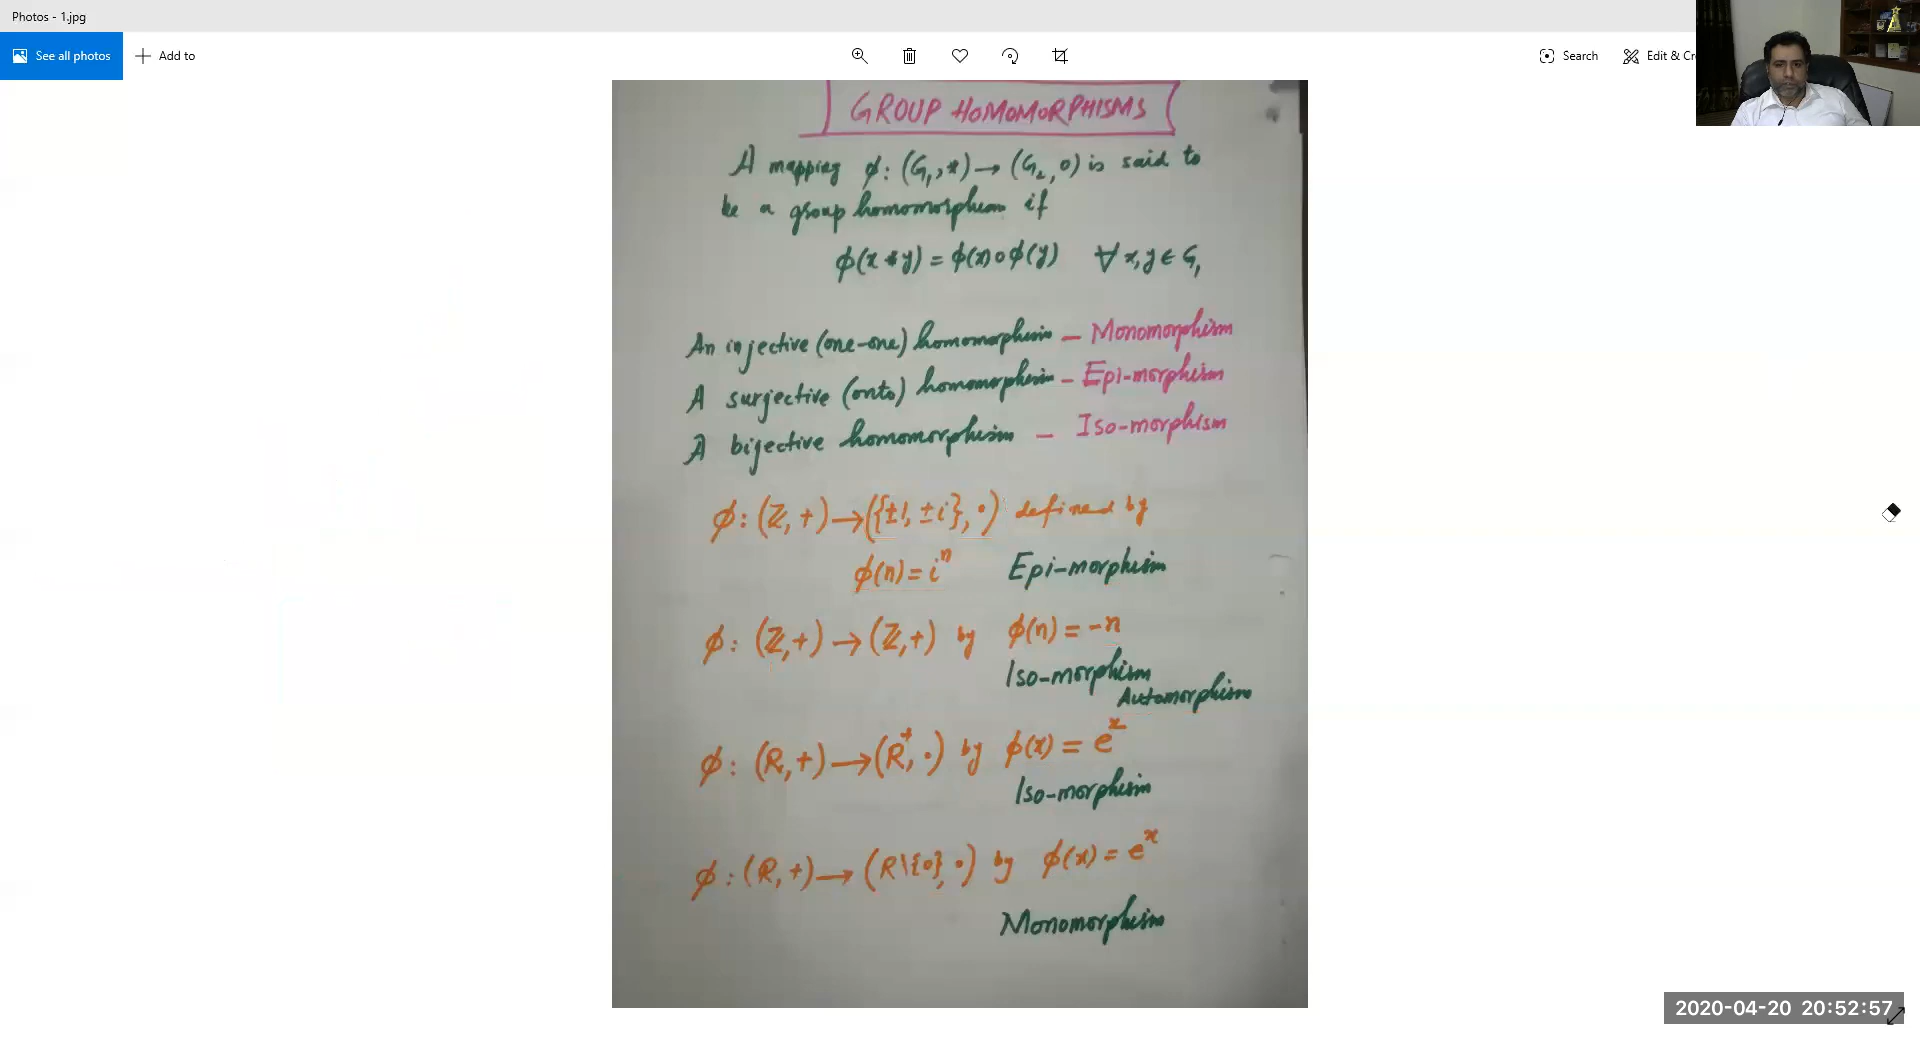 Photos - 1.jpg
See all photos
Add to
Search
Edit & Cr
GROUP HOMOMORPHISMS
A mapping ϕ: (G₁, *) → (G₂, o) is said to
be a group homomorphism if
ϕ(x * y) = ϕ(x) o ϕ(y) ∀ x, y ∈ G₁
An injective (one-one) homomorphism - Monomorphism
A surjective (onto) homomorphism - Epi-morphism
A bijective homomorphism - Iso-morphism
ϕ: (Z, +) → ({±1, ±i}, ·) defined by
ϕ(n) = iⁿ Epi-morphism
ϕ: (Z, +) → (Z, +) by ϕ(n) = -n
Iso-morphism
Automorphism
ϕ: (R, +) → (R⁺, ·) by ϕ(x) = eˣ
Iso-morphism
ϕ: (R, +) → (R\{0}, ·) by ϕ(x) = eˣ
Monomorphism
2020-04-20 20:52:57